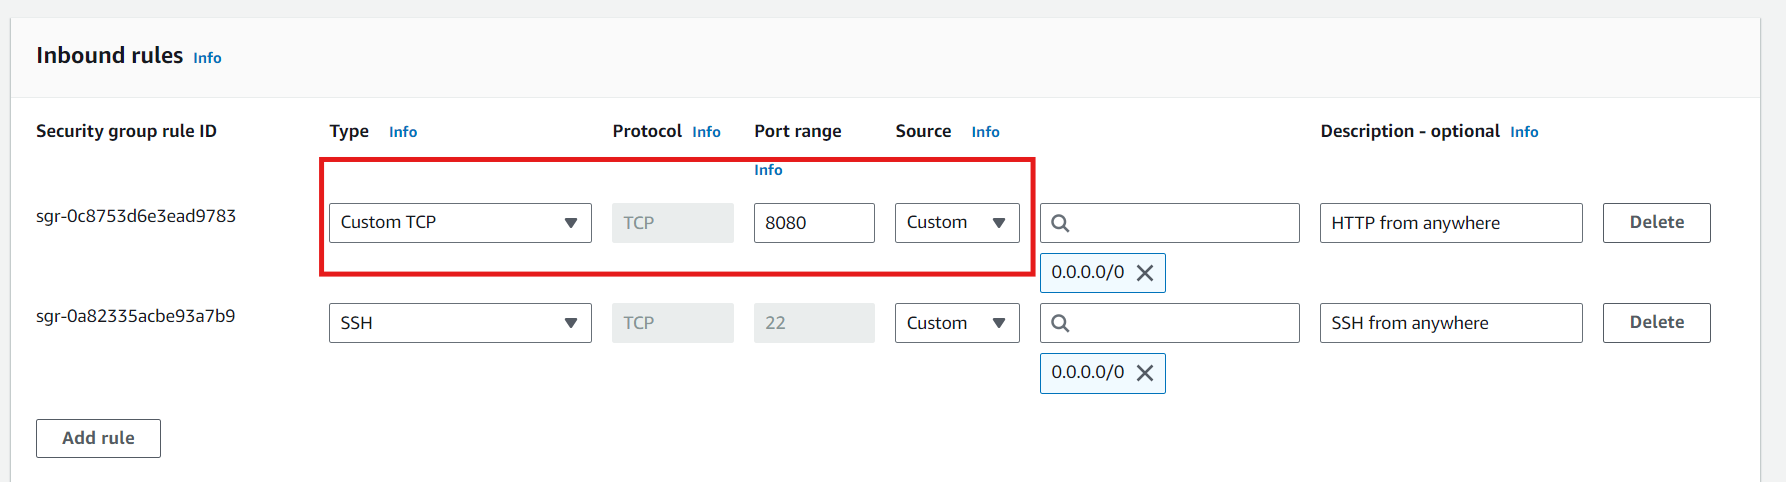 Inbound rules Info
Security group rule ID Type Info Protocol Info Port range Info Source Info Description - optional Info
sgr-0c8753d6e3ead9783 Custom TCP TCP 8080 Custom HTTP from anywhere Delete
0.0.0.0/0
sgr-0a82335acbe93a7b9 SSH TCP 22 Custom SSH from anywhere Delete
0.0.0.0/0
Add rule